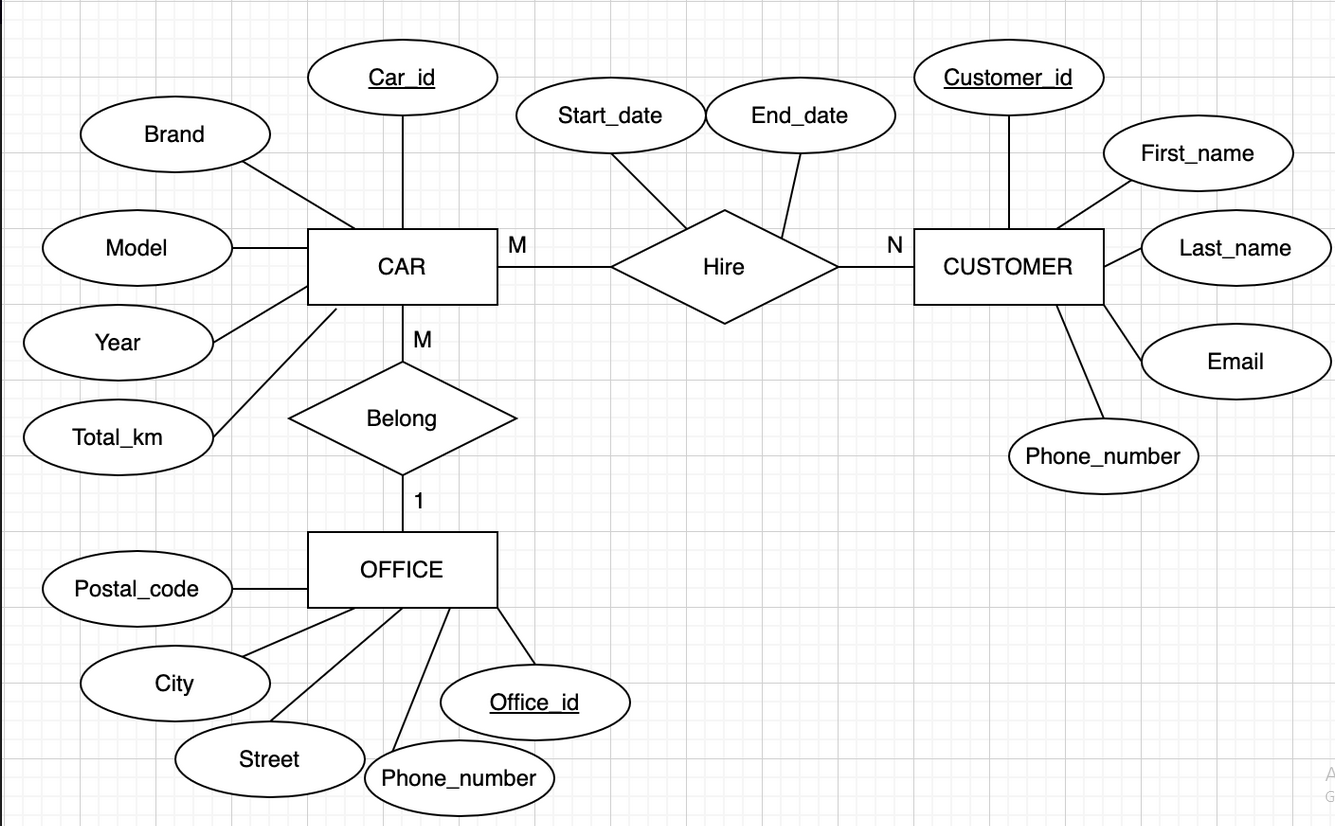 Car_id
Customer_id
Start_date
End_date
Brand
First_name
Model
M
N
Last_name
CAR
Hire
CUSTOMER
Year
M
Email
Belong
Total_km
Phone_number
1
OFFICE
Postal_code
City
Office_id
Street
Phone_number